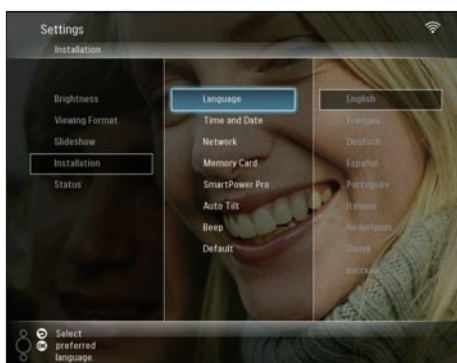 Settings
Installation
Brightness
Viewing Format
Slideshow
Installation
Status
Language
Time and Date
Network
Memory Card
SmartPower Pro
Auto Tilt
Beep
Default
English
Français
Deutsch
Español
Português
Italiano
Nederlands
Dansk
русский
Select
preferred
language.